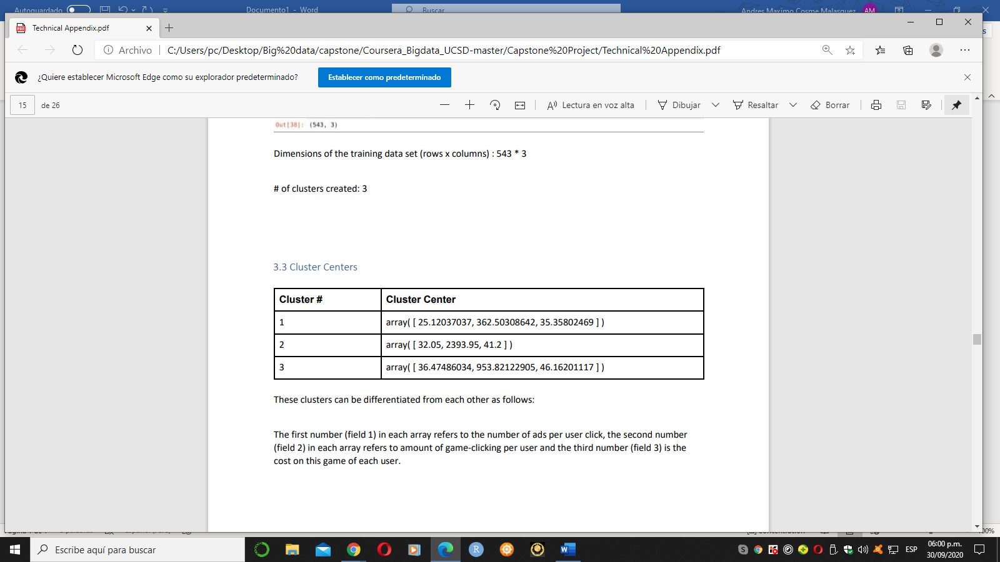 Autoguardado
Documento1 - Word
Buscar
Andres Maximo Cosme Malasquez
AM
Technical Appendix.pdf
Archivo
C:/Users/pc/Desktop/Big%20data/capstone/Coursera_Bigdata_UCSD-master/Capstone%20Project/Technical%20Appendix.pdf
¿Quiere establecer Microsoft Edge como su explorador predeterminado?
Establecer como predeterminado
15 de 26
Lectura en voz alta
Dibujar
Resaltar
Borrar
Out[38]: (543, 3)
Dimensions of the training data set (rows x columns) : 543 * 3
# of clusters created: 3
3.3 Cluster Centers
Cluster # Cluster Center
1 array( [ 25.12037037, 362.50308642, 35.35802469 ] )
2 array( [ 32.05, 2393.95, 41.2 ] )
3 array( [ 36.47486034, 953.82122905, 46.16201117 ] )
These clusters can be differentiated from each other as follows:
The first number (field 1) in each array refers to the number of ads per user click, the second number
(field 2) in each array refers to amount of game-clicking per user and the third number (field 3) is the
cost on this game of each user.
Escribe aquí para buscar
ESP
06:00 p.m.
30/09/2020